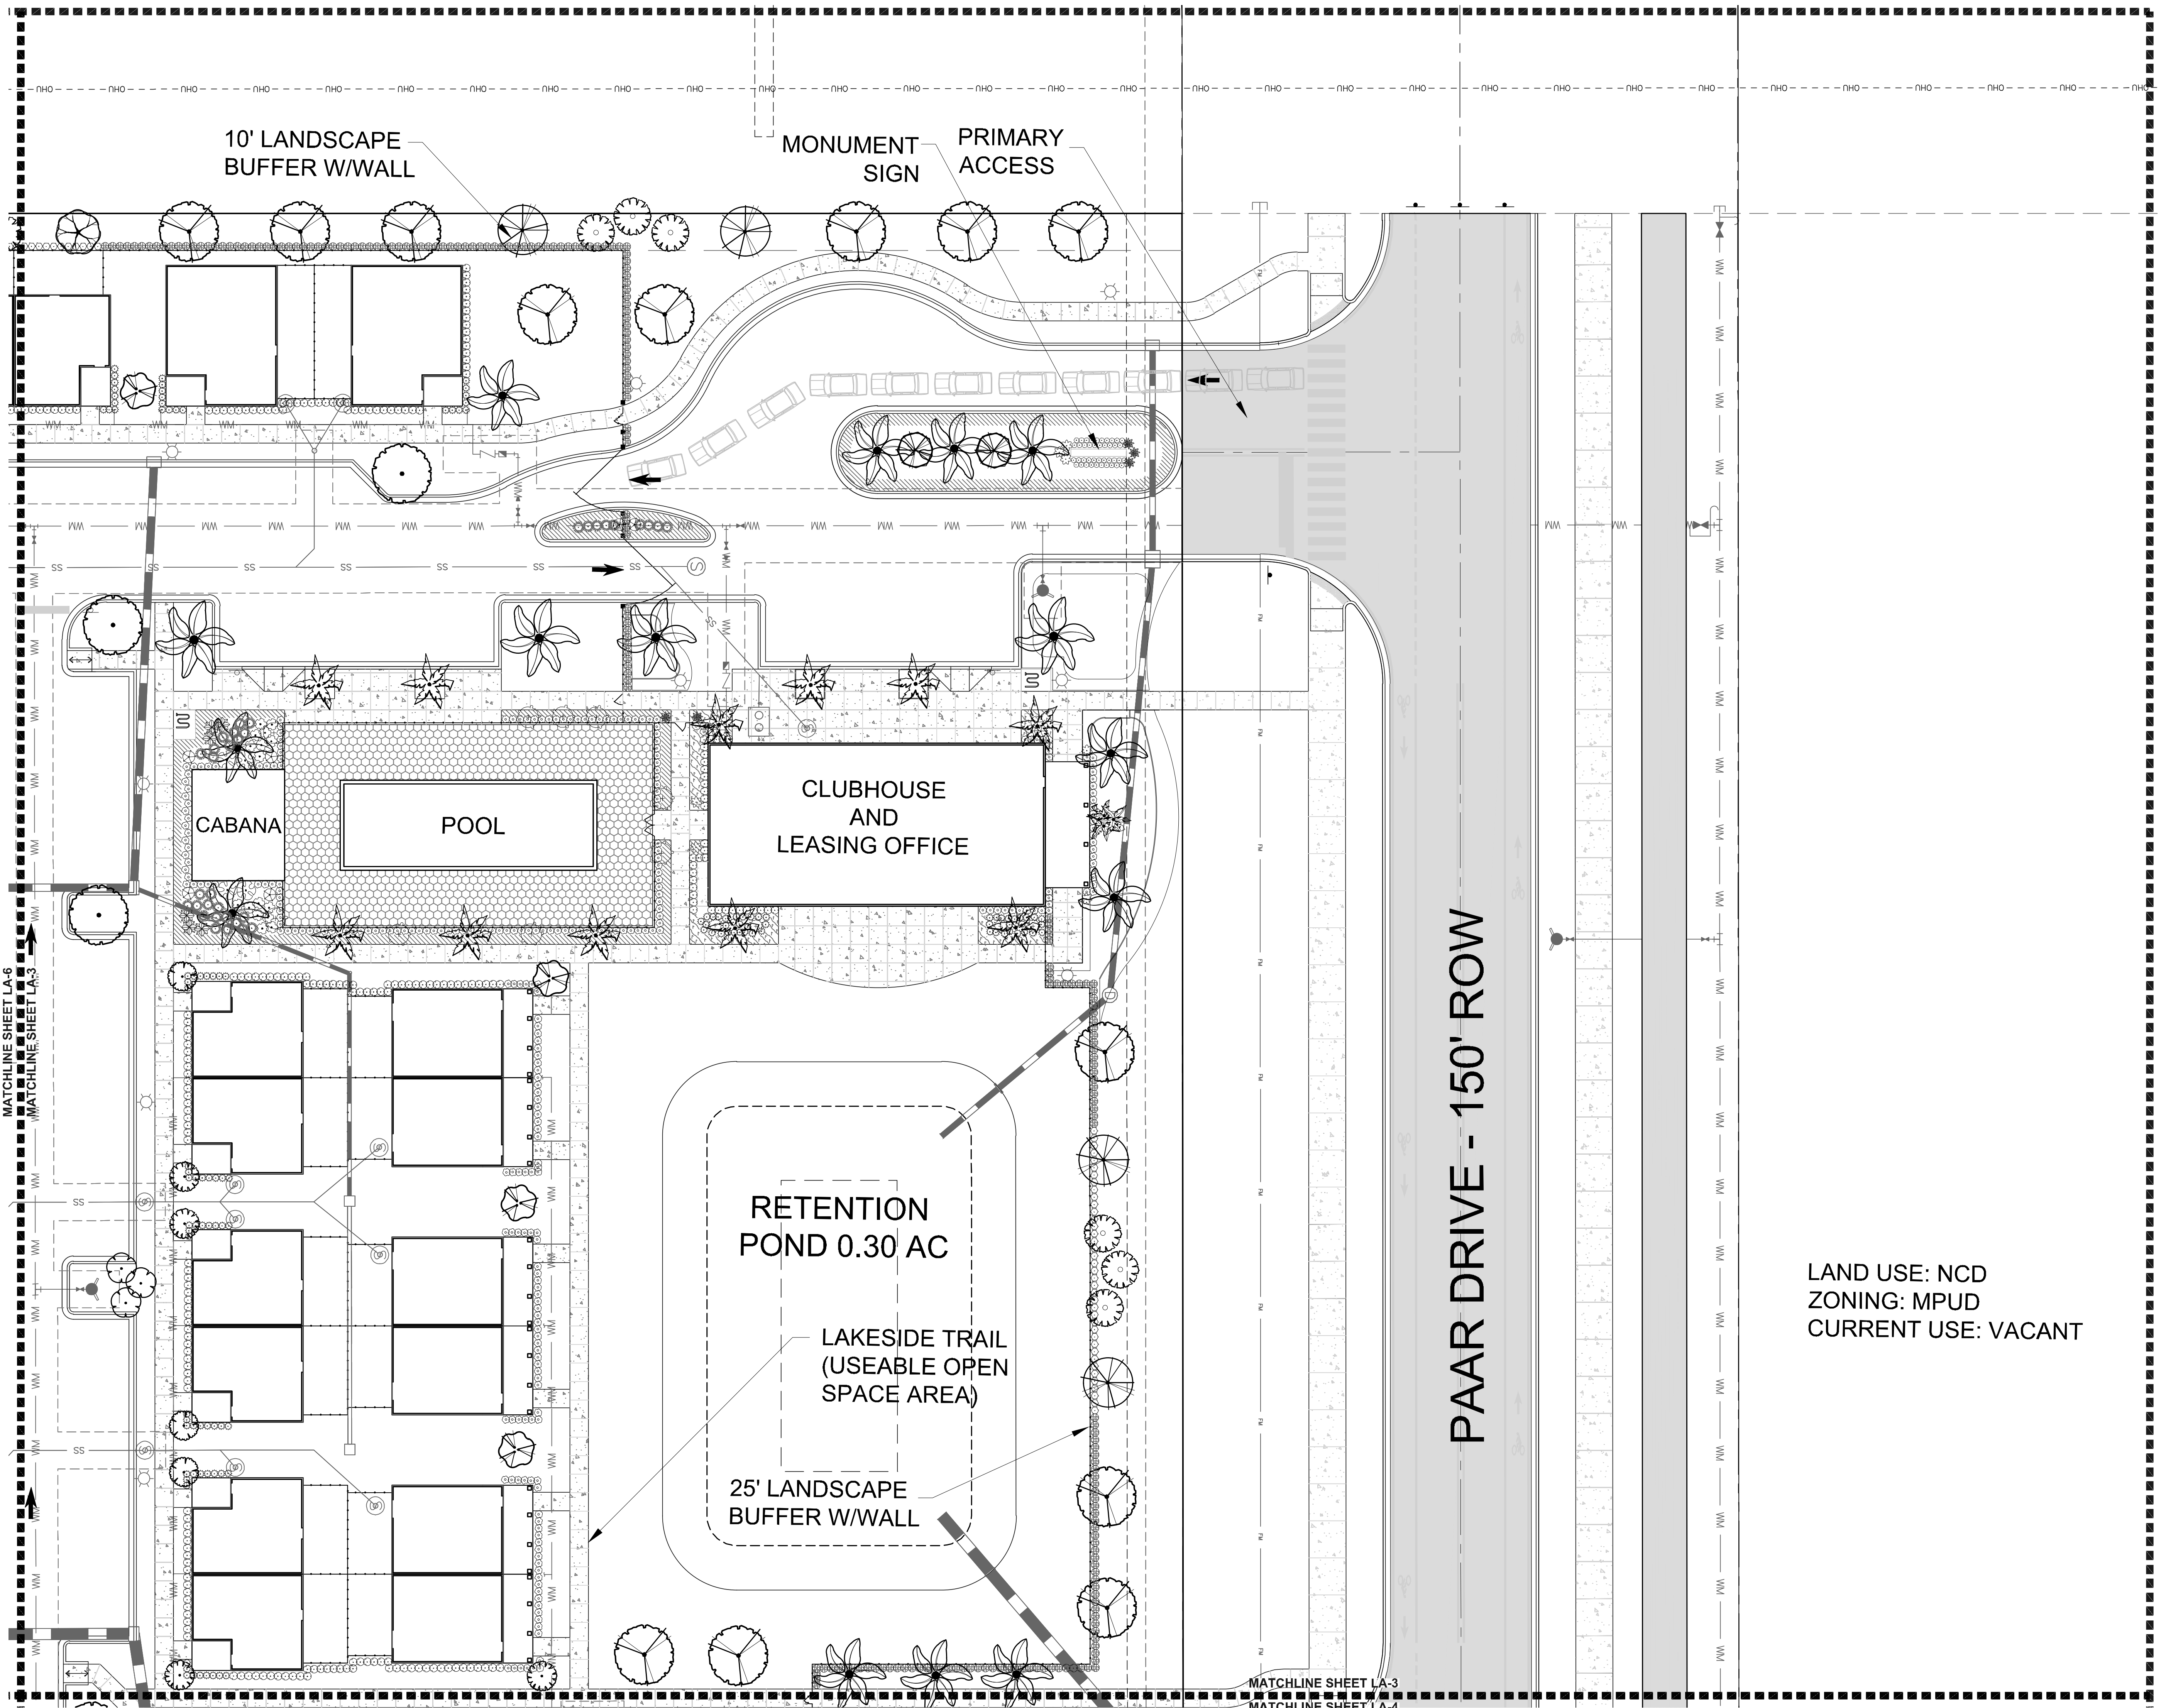 10' LANDSCAPE
BUFFER W/WALL
MONUMENT
SIGN
PRIMARY
ACCESS
CABANA
POOL
CLUBHOUSE
AND
LEASING OFFICE
MATCHLINE SHEET LA-6
MATCHLINE SHEET LA-3
RETENTION
POND 0.30 AC
LAKESIDE TRAIL
(USEABLE OPEN
SPACE AREA)
25' LANDSCAPE
BUFFER W/WALL
PAAR DRIVE - 150' ROW
LAND USE: NCD
ZONING: MPUD
CURRENT USE: VACANT
MATCHLINE SHEET LA-3
MATCHLINE SHEET LA-4